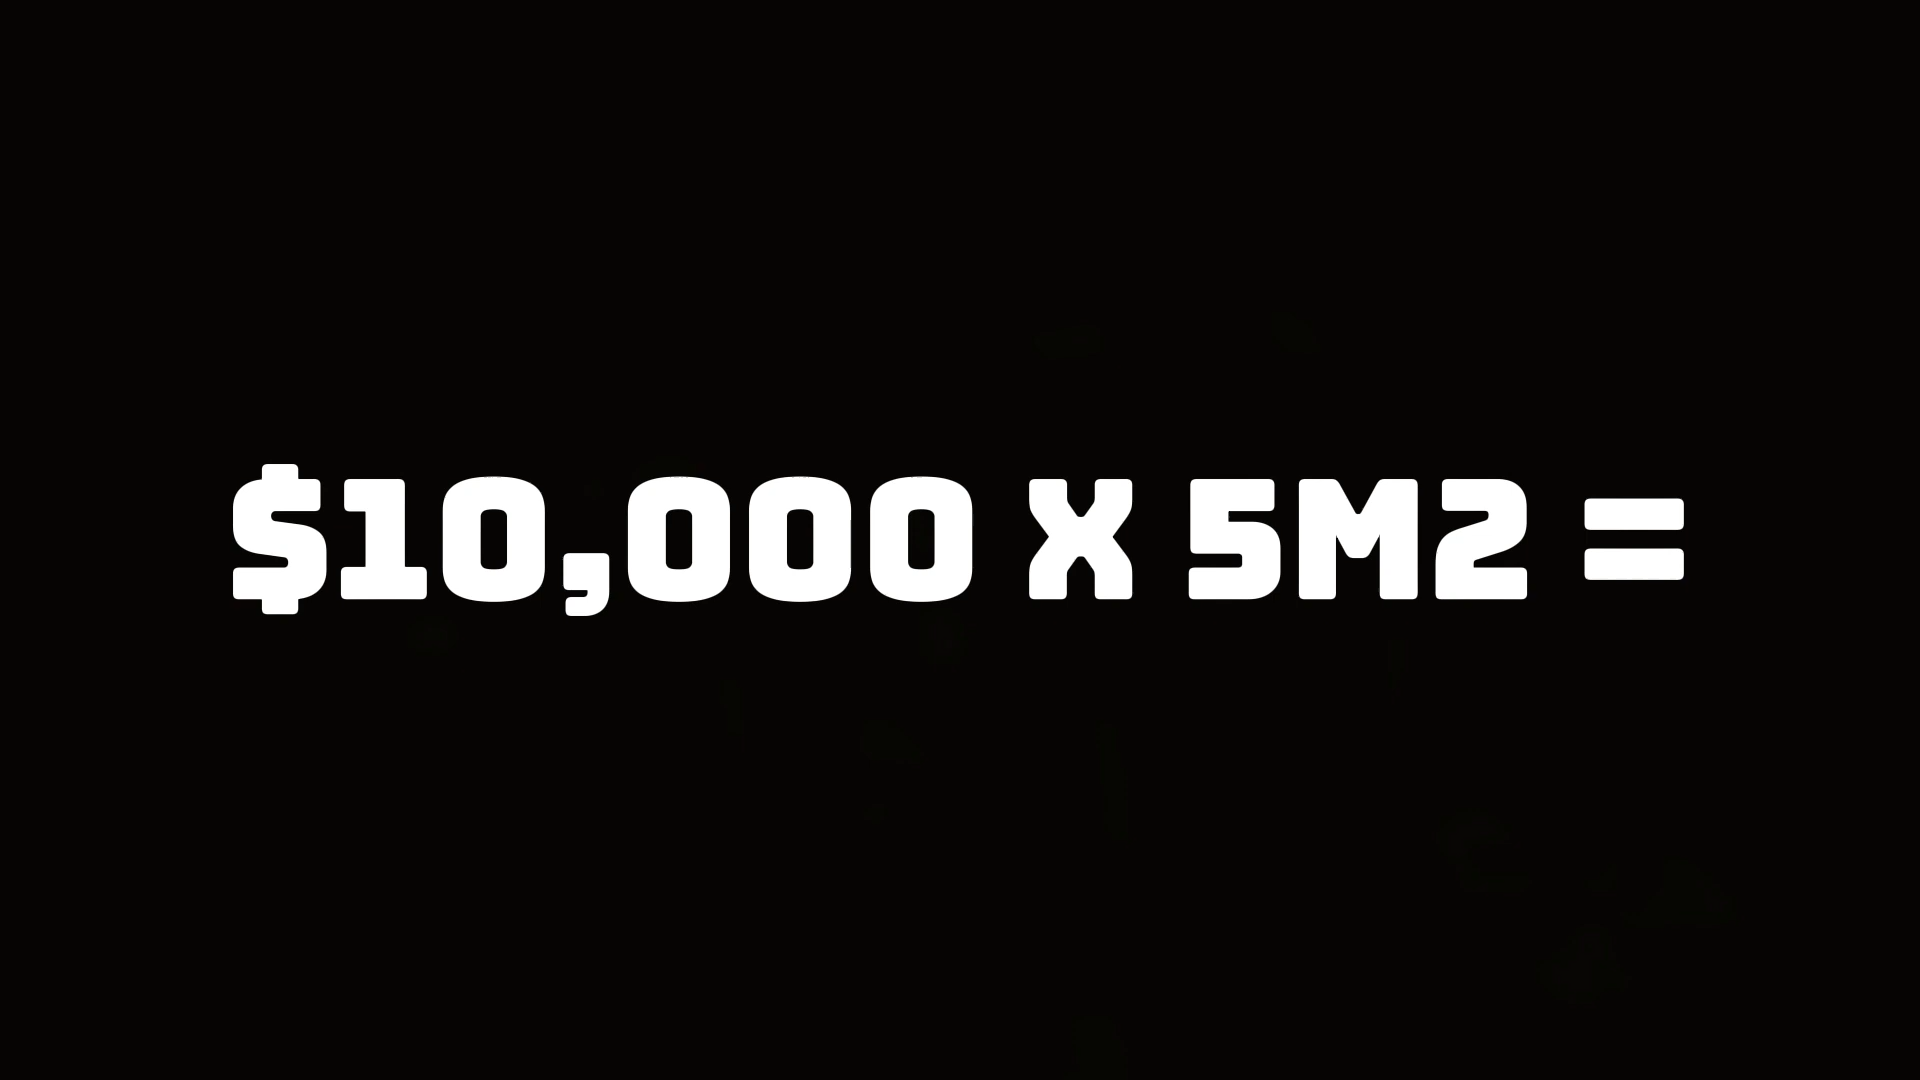 $10,000 X 5M2 =